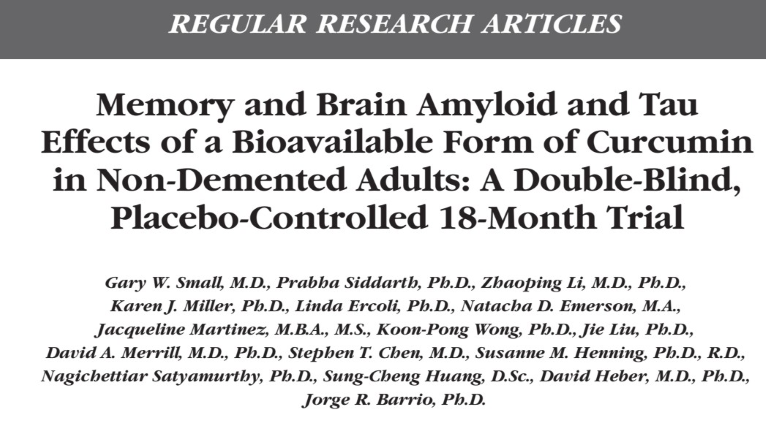 REGULAR RESEARCH ARTICLES
Memory and Brain Amyloid and Tau
Effects of a Bioavailable Form of Curcumin
in Non-Demented Adults: A Double-Blind,
Placebo-Controlled 18-Month Trial
Gary W. Small, M.D., Prabha Siddarth, Ph.D., Zhaoping Li, M.D., Ph.D.,
Karen J. Miller, Ph.D., Linda Ercoli, Ph.D., Natacha D. Emerson, M.A.,
Jacqueline Martinez, M.B.A., M.S., Koon-Pong Wong, Ph.D., Jie Liu, Ph.D.,
David A. Merrill, M.D., Ph.D., Stephen T. Chen, M.D., Susanne M. Henning, Ph.D., R.D.,
Nagichettiar Satyamurthy, Ph.D., Sung-Cheng Huang, D.Sc., David Heber, M.D., Ph.D.,
Jorge R. Barrio, Ph.D.